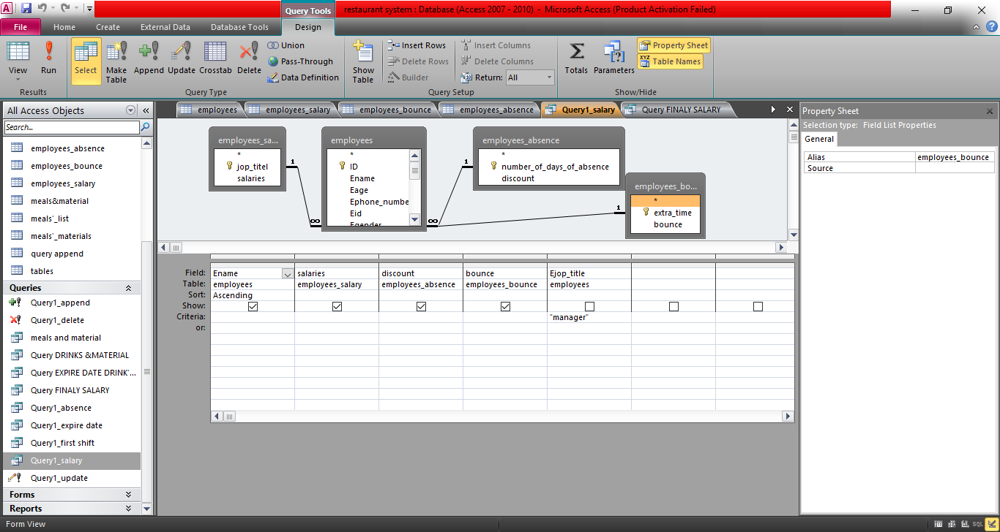 Query Tools
restaurant system : Database (Access 2007 - 2010) - Microsoft Access (Product Activation Failed)
File Home Create External Data Database Tools Design
View Run
Results
Select Make Table Append Update Crosstab Delete
Union
Pass-Through
Data Definition
Query Type
Show Table
Insert Rows
Delete Rows
Builder
Insert Columns
Delete Columns
Return: All
Query Setup
Totals Parameters
Property Sheet
XYZ Table Names
Show/Hide
All Access Objects
Search...
employees_absence
employees_bounce
employees_salary
meals&material
meals'_list
meals'_materials
query append
tables
Queries
Query1_append
Query1_delete
meals and material
Query DRINKS &MATERIAL
Query EXPIRE DATE DRINK'...
Query FINALY SALARY
Query1_absence
Query1_expire date
Query1_first shift
Query1_salary
Query1_update
Forms
Reports
employees employees_salary employees_bounce employees_absence Query1_salary Query FINALY SALARY
employees_sa...
*
jop_titel
salaries
1
∞
employees
*
ID
Ename
Eage
Ephone_numbe
Eid
Egender
∞
1
employees_absence
*
number_of_days_of_absence
discount
1
employees_bo...
*
extra_time
bounce
Field: Ename salaries discount bounce Ejop_title
Table: employees employees_salary employees_absence employees_bounce employees
Sort: Ascending
Show:
Criteria: "manager"
or:
Property Sheet
Selection type: Field List Properties
General
Alias employees_bounce
Source
Form View
SQL